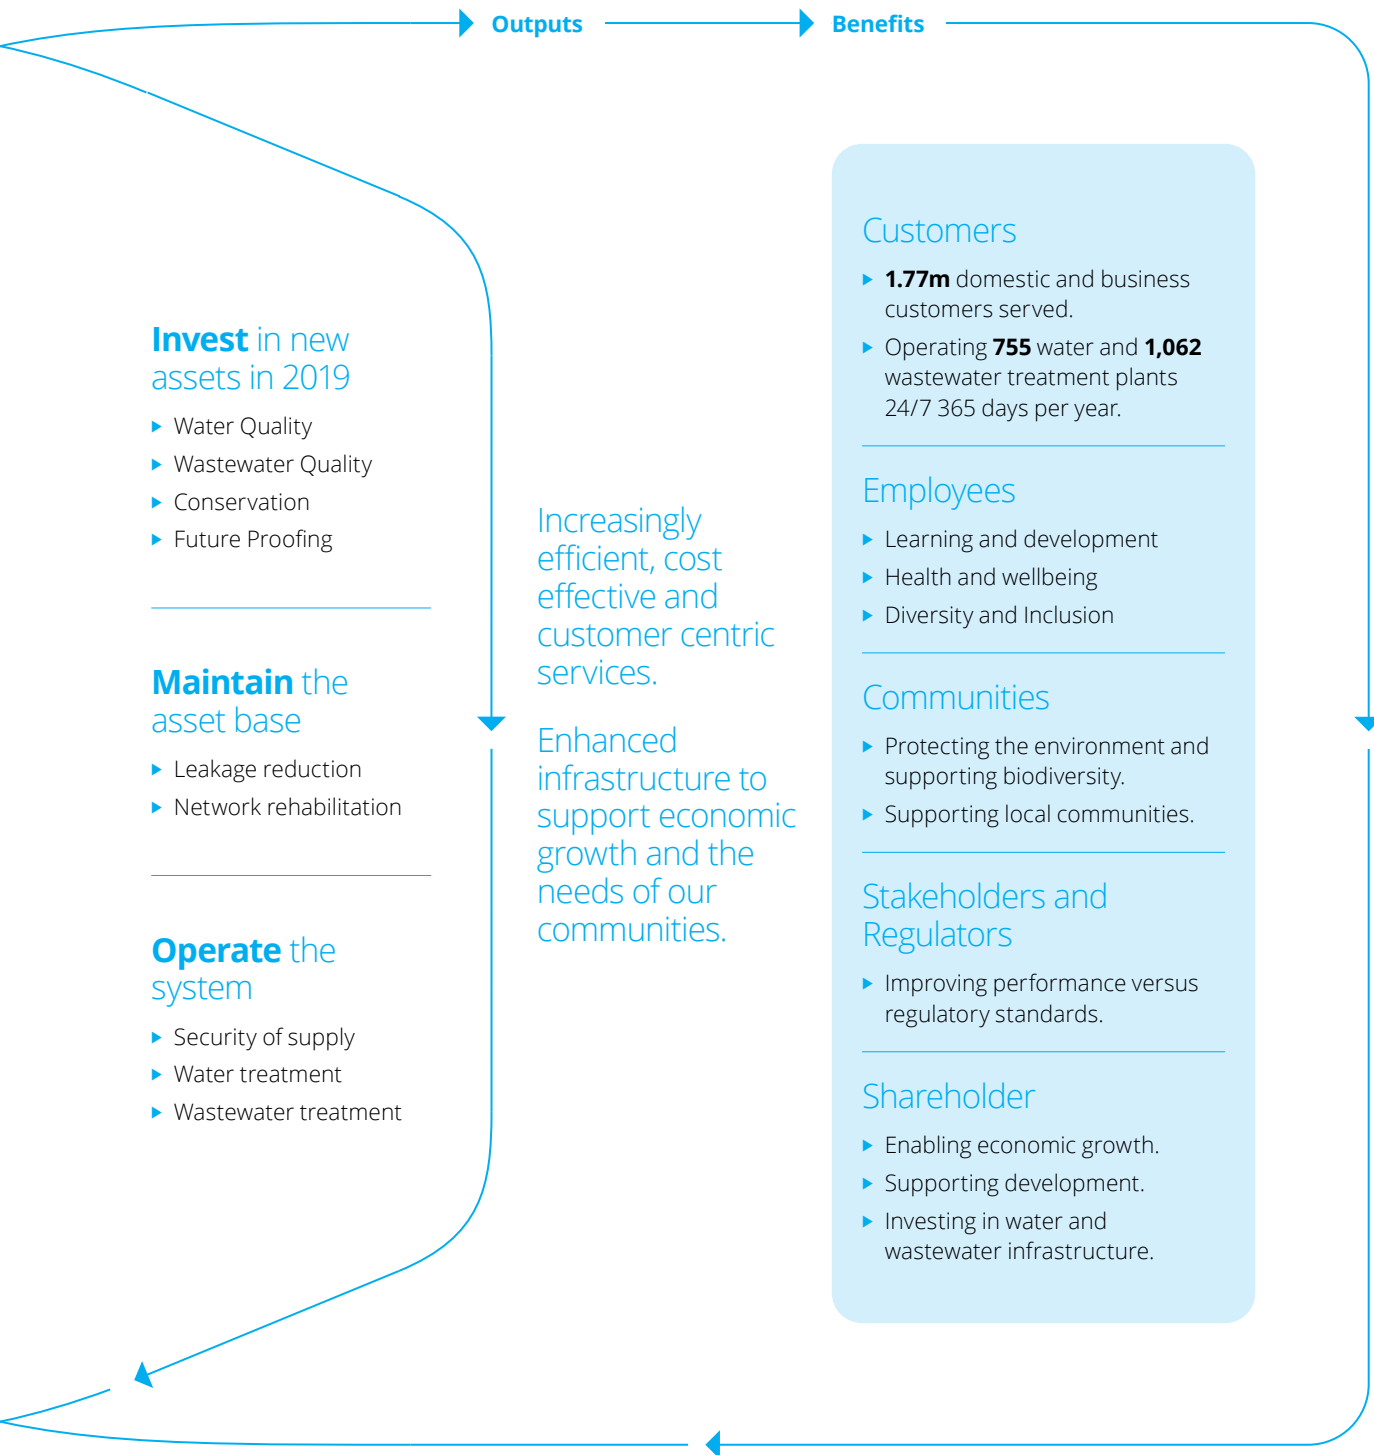 Outputs
Benefits
Invest in new
assets in 2019
Water Quality
Wastewater Quality
Conservation
Future Proofing
Maintain the
asset base
Leakage reduction
Network rehabilitation
Operate the
system
Security of supply
Water treatment
Wastewater treatment
Increasingly
efficient, cost
effective and
customer centric
services.
Enhanced
infrastructure to
support economic
growth and the
needs of our
communities.
Customers
1.77m domestic and business
customers served.
Operating 755 water and 1,062
wastewater treatment plants
24/7 365 days per year.
Employees
Learning and development
Health and wellbeing
Diversity and Inclusion
Communities
Protecting the environment and
supporting biodiversity.
Supporting local communities.
Stakeholders and
Regulators
Improving performance versus
regulatory standards.
Shareholder
Enabling economic growth.
Supporting development.
Investing in water and
wastewater infrastructure.